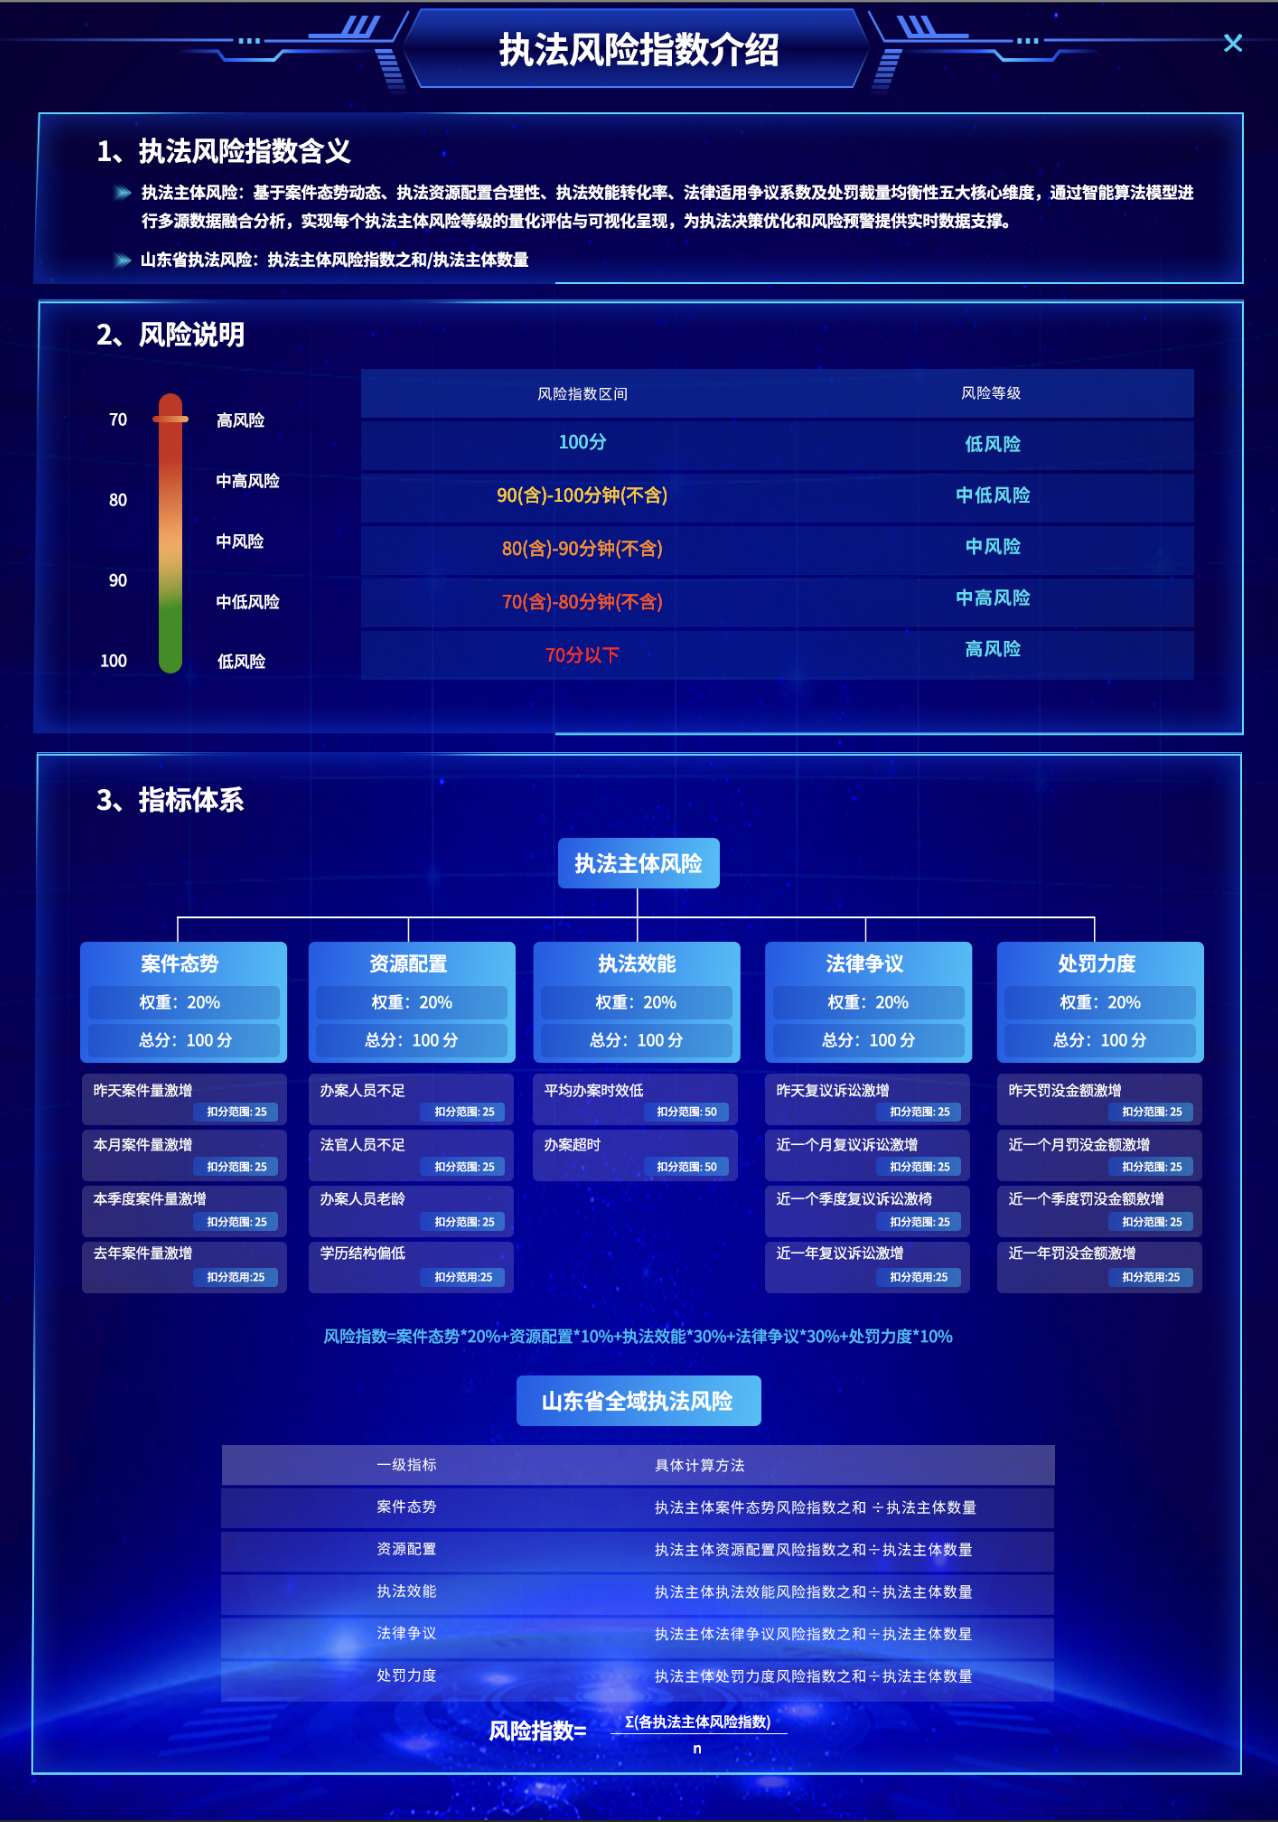 执法风险指数介绍
1、执法风险指数含义
执法主体风险：基于案件态势动态、执法资源配置合理性、执法效能转化率、法律适用争议系数及处罚裁量均衡性五大核心维度，通过智能算法模型进
行多源数据融合分析，实现每个执法主体风险等级的量化评估与可视化呈现，为执法决策优化和风险预警提供实时数据支撑。
山东省执法风险：执法主体风险指数之和/执法主体数量
2、风险说明
70
80
90
100
高风险
中高风险
中风险
中低风险
低风险
风险指数区间 风险等级
100分 低风险
90(含)-100分钟(不含) 中低风险
80(含)-90分钟(不含) 中风险
70(含)-80分钟(不含) 中高风险
70分以下 高风险
3、指标体系
执法主体风险
案件态势
权重：20%
总分：100 分
昨天案件量激增
扣分范围: 25
本月案件量激增
扣分范围: 25
本季度案件量激增
扣分范围: 25
去年案件量激增
扣分范用:25
资源配置
权重：20%
总分：100 分
办案人员不足
扣分范围: 25
法官人员不足
扣分范围: 25
办案人员老龄
扣分范围: 25
学历结构偏低
扣分范用:25
执法效能
权重：20%
总分：100 分
平均办案时效低
扣分范围: 50
办案超时
扣分范围: 50
法律争议
权重：20%
总分：100 分
昨天复议诉讼激增
扣分范围: 25
近一个月复议诉讼激增
扣分范围: 25
近一个季度复议诉讼激椅
扣分范围: 25
近一年复议诉讼激增
扣分范用:25
处罚力度
权重：20%
总分：100 分
昨天罚没金额激增
扣分范围: 25
近一个月罚没金额激增
扣分范围: 25
近一个季度罚没金额敫增
扣分范围: 25
近一年罚没金额激增
扣分范用:25
风险指数=案件态势*20%+资源配置*10%+执法效能*30%+法律争议*30%+处罚力度*10%
山东省全域执法风险
一级指标 具体计算方法
案件态势 执法主体案件态势风险指数之和 ÷执法主体数量
资源配置 执法主体资源配置风险指数之和÷执法主体数量
执法效能 执法主体执法效能风险指数之和÷执法主体数量
法律争议 执法主体法律争议风险指数之和÷执法主体数星
处罚力度 执法主体处罚力度风险指数之和÷执法主体数量
风险指数=
Σ(各执法主体风险指数)
n